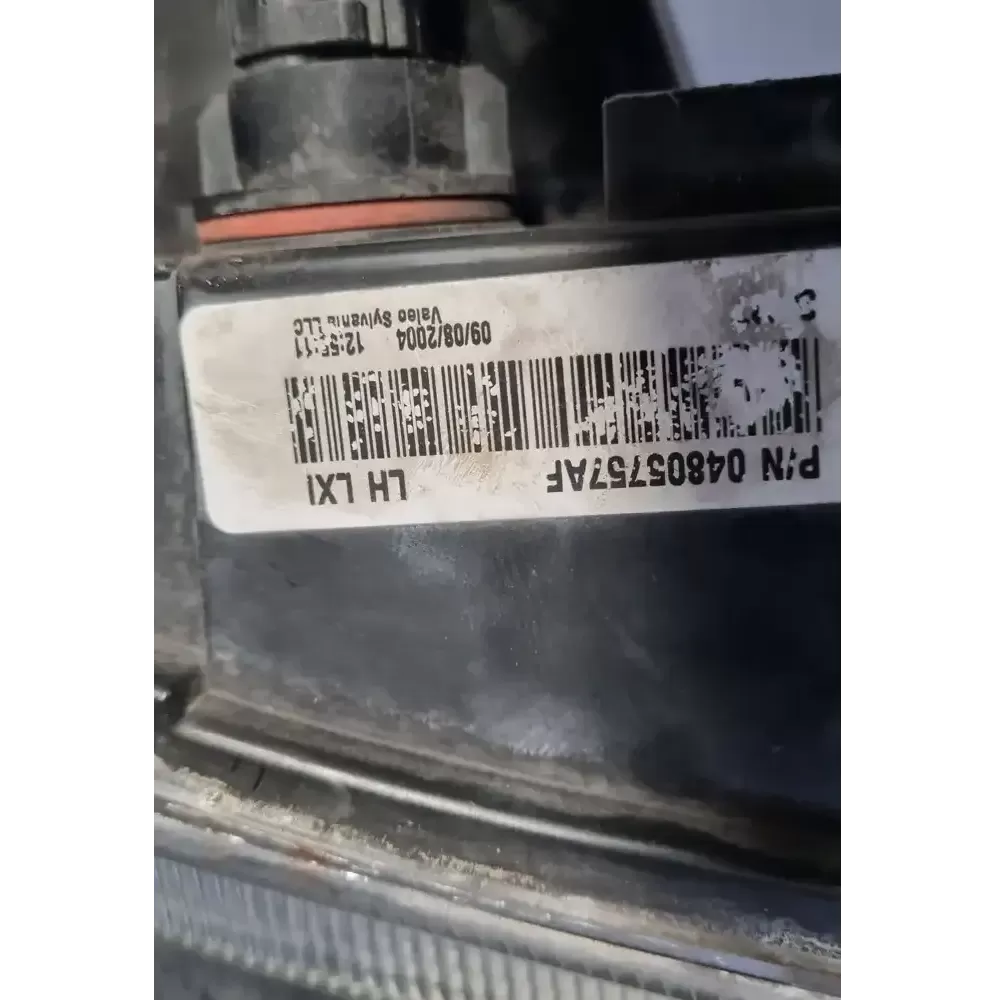 P/N 04805757AF LH LXI
09/08/2004 12:55:11
Valeo Sylvania LLC